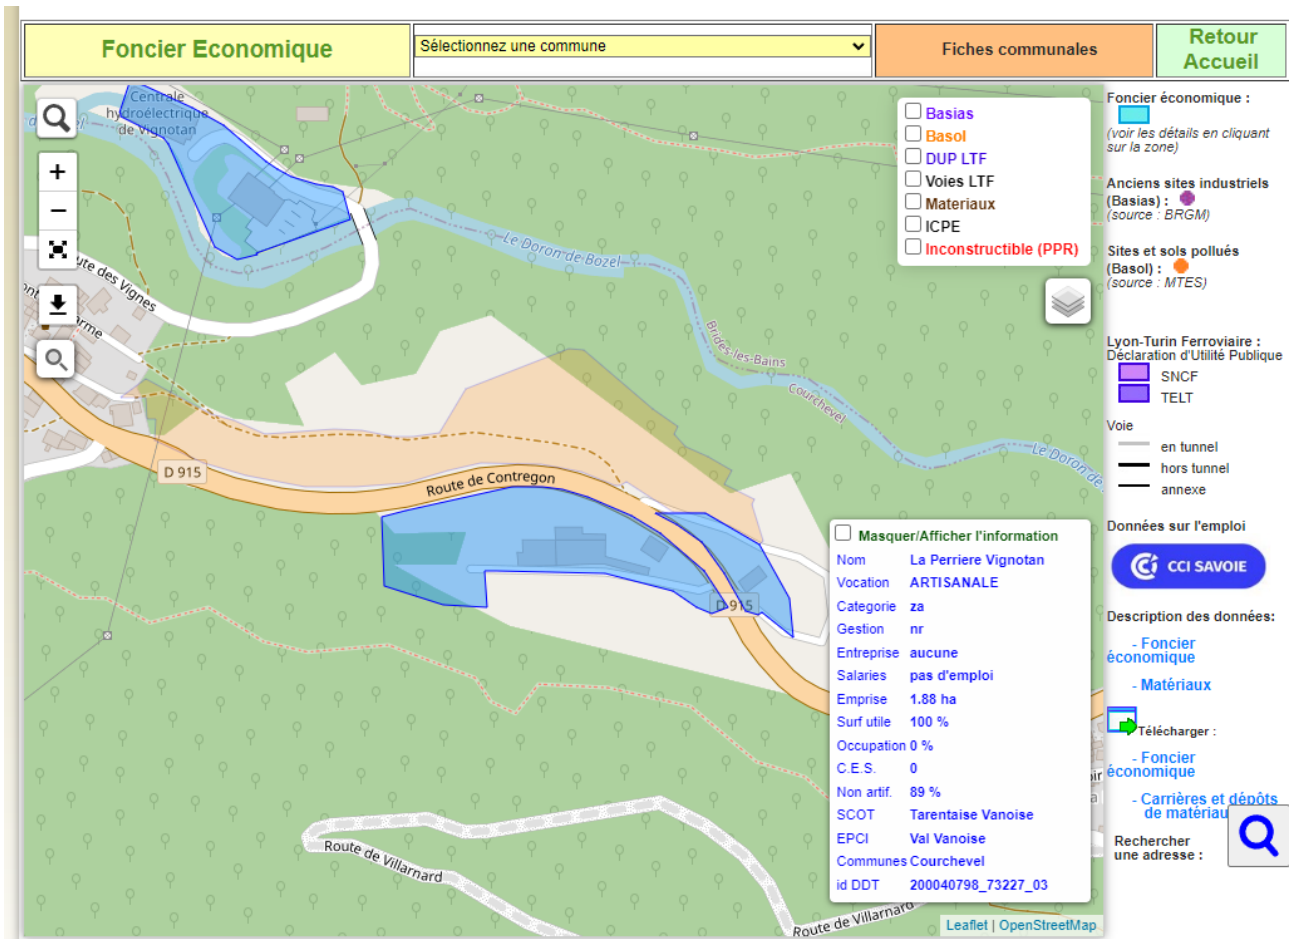 Foncier Economique
Sélectionnez une commune
Fiches communales
Retour
Accueil
Centrale
hydroélectrique
de Vignotan
Route des Vignes
Le Doron de Bozel
Brides-les-Bains
Courchevel
Le Doron de
D 915
Route de Contregon
D 915
Route de Villarnard
Route de Villarnard
+
−
Basias
Basol
DUP LTF
Voies LTF
Materiaux
ICPE
Inconstructible (PPR)
Masquer/Afficher l'information
Nom La Perriere Vignotan
Vocation ARTISANALE
Categorie za
Gestion nr
Entreprise aucune
Salaries pas d'emploi
Emprise 1.88 ha
Surf utile 100 %
Occupation 0 %
C.E.S. 0
Non artif. 89 %
SCOT Tarentaise Vanoise
EPCI Val Vanoise
Communes Courchevel
id DDT 200040798_73227_03
Leaflet | OpenStreetMap
Foncier économique :
(voir les détails en cliquant
sur la zone)
Anciens sites industriels
(Basias) :
(source : BRGM)
Sites et sols pollués
(Basol) :
(source : MTES)
Lyon-Turin Ferroviaire :
Déclaration d'Utilité Publique
SNCF
TELT
Voie
en tunnel
hors tunnel
annexe
Données sur l'emploi
CCI SAVOIE
Description des données:
- Foncier
économique
- Matériaux
Télécharger :
- Foncier
économique
- Carrières et dépôts
de matériau
Rechercher
une adresse :